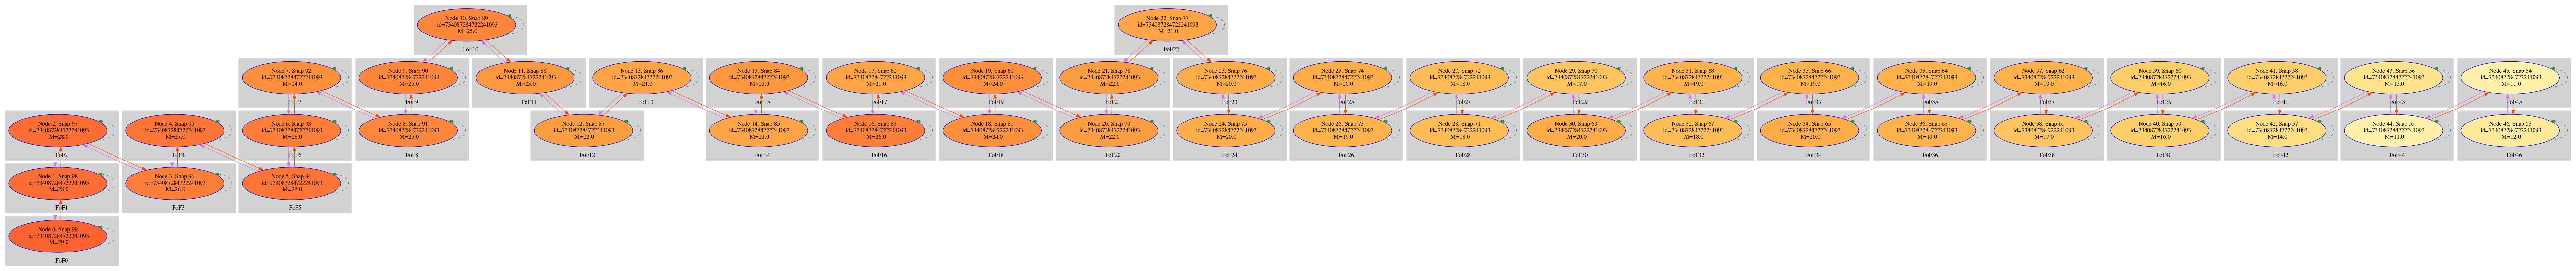 Node 10, Snap 89
id=734087284722241093
M=25.0
FoF10
Node 22, Snap 77
id=734087284722241093
M=21.0
FoF22
Node 7, Snap 92
id=734087284722241093
M=24.0
FoF7
Node 9, Snap 90
id=734087284722241093
M=25.0
FoF9
Node 11, Snap 88
id=734087284722241093
M=23.0
FoF11
Node 13, Snap 86
id=734087284722241093
M=21.0
FoF13
Node 15, Snap 84
id=734087284722241093
M=23.0
FoF15
Node 17, Snap 82
id=734087284722241093
M=21.0
FoF17
Node 19, Snap 80
id=734087284722241093
M=24.0
FoF19
Node 21, Snap 78
id=734087284722241093
M=22.0
FoF21
Node 23, Snap 76
id=734087284722241093
M=20.0
FoF23
Node 25, Snap 74
id=734087284722241093
M=20.0
FoF25
Node 27, Snap 72
id=734087284722241093
M=18.0
FoF27
Node 29, Snap 70
id=734087284722241093
M=17.0
FoF29
Node 31, Snap 68
id=734087284722241093
M=19.0
FoF31
Node 33, Snap 66
id=734087284722241093
M=19.0
FoF33
Node 35, Snap 64
id=734087284722241093
M=19.0
FoF35
Node 37, Snap 62
id=734087284722241093
M=19.0
FoF37
Node 39, Snap 60
id=734087284722241093
M=16.0
FoF39
Node 41, Snap 58
id=734087284722241093
M=16.0
FoF41
Node 43, Snap 56
id=734087284722241093
M=13.0
FoF43
Node 45, Snap 54
id=734087284722241093
M=11.0
FoF45
Node 2, Snap 97
id=734087284722241093
M=28.0
FoF2
Node 4, Snap 95
id=734087284722241093
M=27.0
FoF4
Node 6, Snap 93
id=734087284722241093
M=26.0
FoF6
Node 8, Snap 91
id=734087284722241093
M=25.0
FoF8
Node 12, Snap 87
id=734087284722241093
M=22.0
FoF12
Node 14, Snap 85
id=734087284722241093
M=21.0
FoF14
Node 16, Snap 83
id=734087284722241093
M=26.0
FoF16
Node 18, Snap 81
id=734087284722241093
M=24.0
FoF18
Node 20, Snap 79
id=734087284722241093
M=22.0
FoF20
Node 24, Snap 75
id=734087284722241093
M=20.0
FoF24
Node 26, Snap 73
id=734087284722241093
M=19.0
FoF26
Node 28, Snap 71
id=734087284722241093
M=18.0
FoF28
Node 30, Snap 69
id=734087284722241093
M=20.0
FoF30
Node 32, Snap 67
id=734087284722241093
M=18.0
FoF32
Node 34, Snap 65
id=734087284722241093
M=20.0
FoF34
Node 36, Snap 63
id=734087284722241093
M=19.0
FoF36
Node 38, Snap 61
id=734087284722241093
M=17.0
FoF38
Node 40, Snap 59
id=734087284722241093
M=16.0
FoF40
Node 42, Snap 57
id=734087284722241093
M=14.0
FoF42
Node 44, Snap 55
id=734087284722241093
M=11.0
FoF44
Node 46, Snap 53
id=734087284722241093
M=12.0
FoF46
Node 1, Snap 98
id=734087284722241093
M=28.0
FoF1
Node 3, Snap 96
id=734087284722241093
M=26.0
FoF3
Node 5, Snap 94
id=734087284722241093
M=27.0
FoF5
Node 0, Snap 99
id=734087284722241093
M=29.0
FoF0